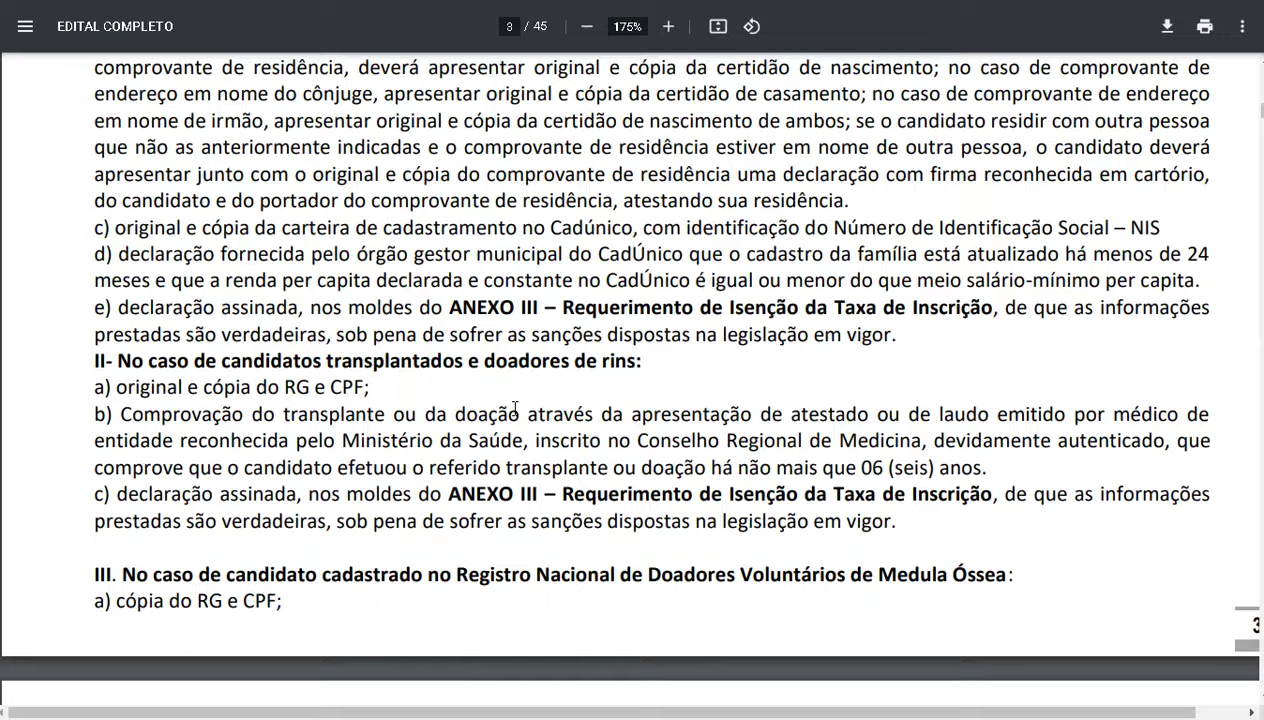 EDITAL COMPLETO
3 / 45
175%
comprovante de residência, deverá apresentar original e cópia da certidão de nascimento; no caso de comprovante de
endereço em nome do cônjuge, apresentar original e cópia da certidão de casamento; no caso de comprovante de endereço
em nome de irmão, apresentar original e cópia da certidão de nascimento de ambos; se o candidato residir com outra pessoa
que não as anteriormente indicadas e o comprovante de residência estiver em nome de outra pessoa, o candidato deverá
apresentar junto com o original e cópia do comprovante de residência uma declaração com firma reconhecida em cartório,
do candidato e do portador do comprovante de residência, atestando sua residência.
c) original e cópia da carteira de cadastramento no Cadúnico, com identificação do Número de Identificação Social – NIS
d) declaração fornecida pelo órgão gestor municipal do CadÚnico que o cadastro da família está atualizado há menos de 24
meses e que a renda per capita declarada e constante no CadÚnico é igual ou menor do que meio salário-mínimo per capita.
e) declaração assinada, nos moldes do ANEXO III – Requerimento de Isenção da Taxa de Inscrição, de que as informações
prestadas são verdadeiras, sob pena de sofrer as sanções dispostas na legislação em vigor.
II- No caso de candidatos transplantados e doadores de rins:
a) original e cópia do RG e CPF;
b) Comprovação do transplante ou da doação através da apresentação de atestado ou de laudo emitido por médico de
entidade reconhecida pelo Ministério da Saúde, inscrito no Conselho Regional de Medicina, devidamente autenticado, que
comprove que o candidato efetuou o referido transplante ou doação há não mais que 06 (seis) anos.
c) declaração assinada, nos moldes do ANEXO III – Requerimento de Isenção da Taxa de Inscrição, de que as informações
prestadas são verdadeiras, sob pena de sofrer as sanções dispostas na legislação em vigor.
III. No caso de candidato cadastrado no Registro Nacional de Doadores Voluntários de Medula Óssea:
a) cópia do RG e CPF;
3